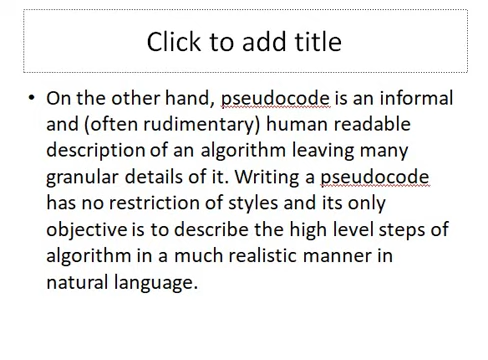 Click to add title
• On the other hand, pseudocode is an informal
and (often rudimentary) human readable
description of an algorithm leaving many
granular details of it. Writing a pseudocode
has no restriction of styles and its only
objective is to describe the high level steps of
algorithm in a much realistic manner in
natural language.